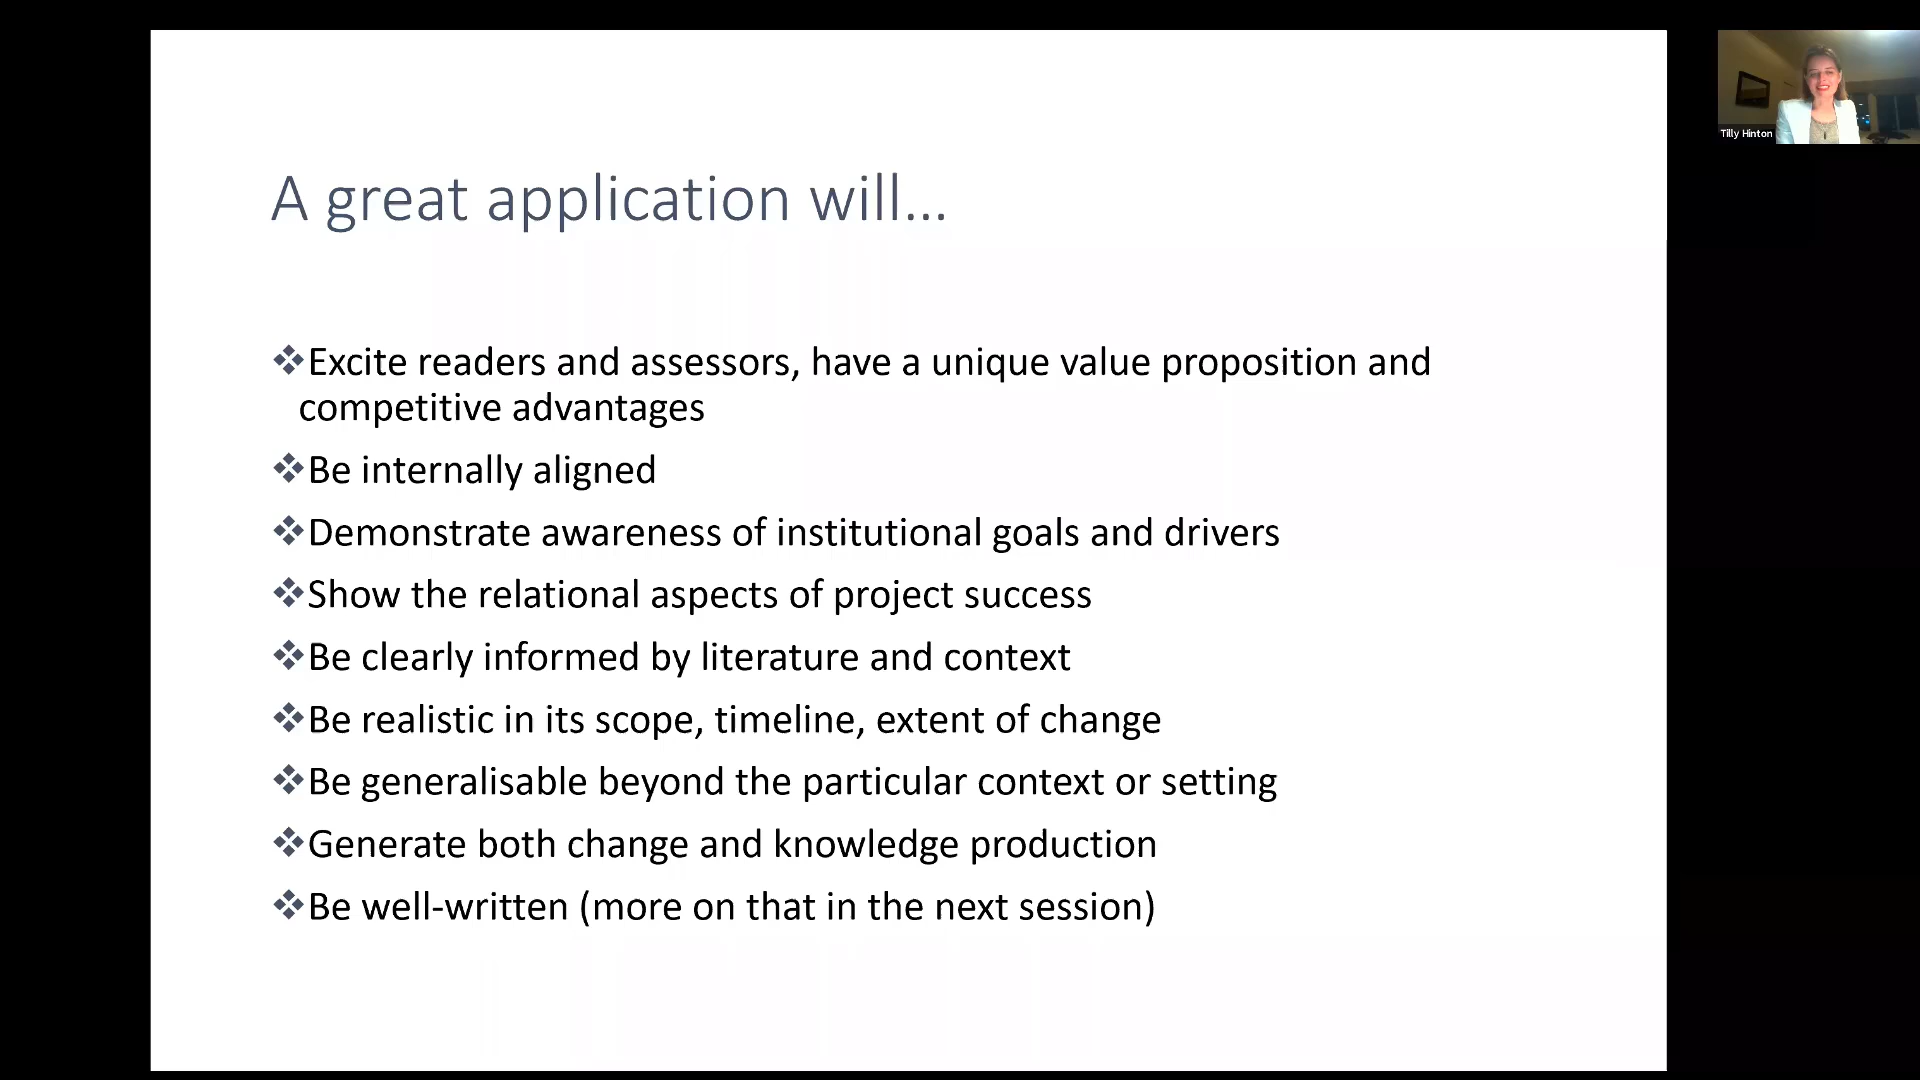 A great application will...
❖Excite readers and assessors, have a unique value proposition and
competitive advantages
❖Be internally aligned
❖Demonstrate awareness of institutional goals and drivers
❖Show the relational aspects of project success
❖Be clearly informed by literature and context
❖Be realistic in its scope, timeline, extent of change
❖Be generalisable beyond the particular context or setting
❖Generate both change and knowledge production
❖Be well-written (more on that in the next session)
Tilly Hinton